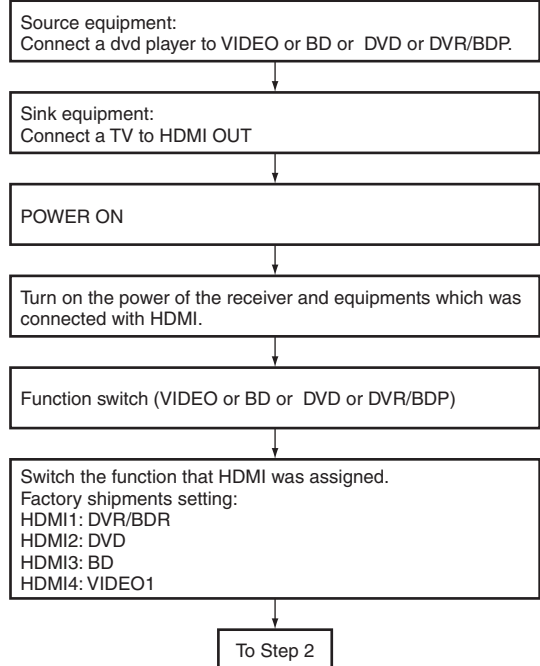 Source equipment:
Connect a dvd player to VIDEO or BD or DVD or DVR/BDP.
Sink equipment:
Connect a TV to HDMI OUT
POWER ON
Turn on the power of the receiver and equipments which was
connected with HDMI.
Function switch (VIDEO or BD or DVD or DVR/BDP)
Switch the function that HDMI was assigned.
Factory shipments setting:
HDMI1: DVR/BDR
HDMI2: DVD
HDMI3: BD
HDMI4: VIDEO1
To Step 2